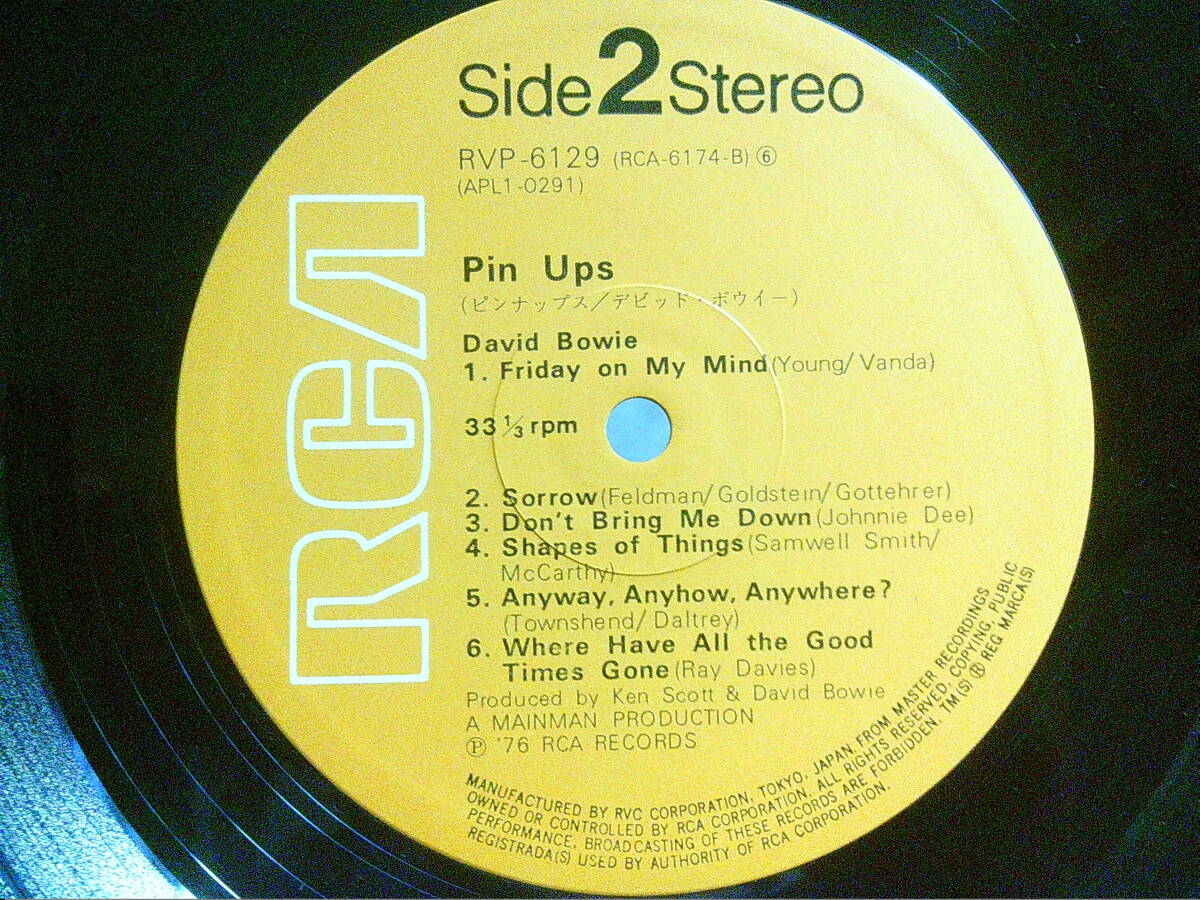 Side 2 Stereo
RVP-6129 (RCA-6174-B) ⑥
(APL1-0291)
RCA
Pin Ups
(ピンナップス/デビッド・ボウイー)
David Bowie
1. Friday on My Mind (Young/Vanda)
33 1/3 rpm
2. Sorrow (Feldman/Goldstein/Gottehrer)
3. Don't Bring Me Down (Johnnie Dee)
4. Shapes of Things (Samwell Smith/
McCarthy)
5. Anyway, Anyhow, Anywhere?
(Townshend/Daltrey)
6. Where Have All the Good
Times Gone (Ray Davies)
Produced by Ken Scott & David Bowie
A MAINMAN PRODUCTION
℗ '76 RCA RECORDS
MANUFACTURED BY RVC CORPORATION, TOKYO, JAPAN FROM MASTER RECORDINGS
OWNED OR CONTROLLED BY RCA CORPORATION, ALL RIGHTS RESERVED, COPYING, PUBLIC
PERFORMANCE, BROADCASTING OF THESE RECORDS ARE FORBIDDEN. TM(S) ® REG MARCA(S)
REGISTRADA(S) USED BY AUTHORITY OF RCA CORPORATION.